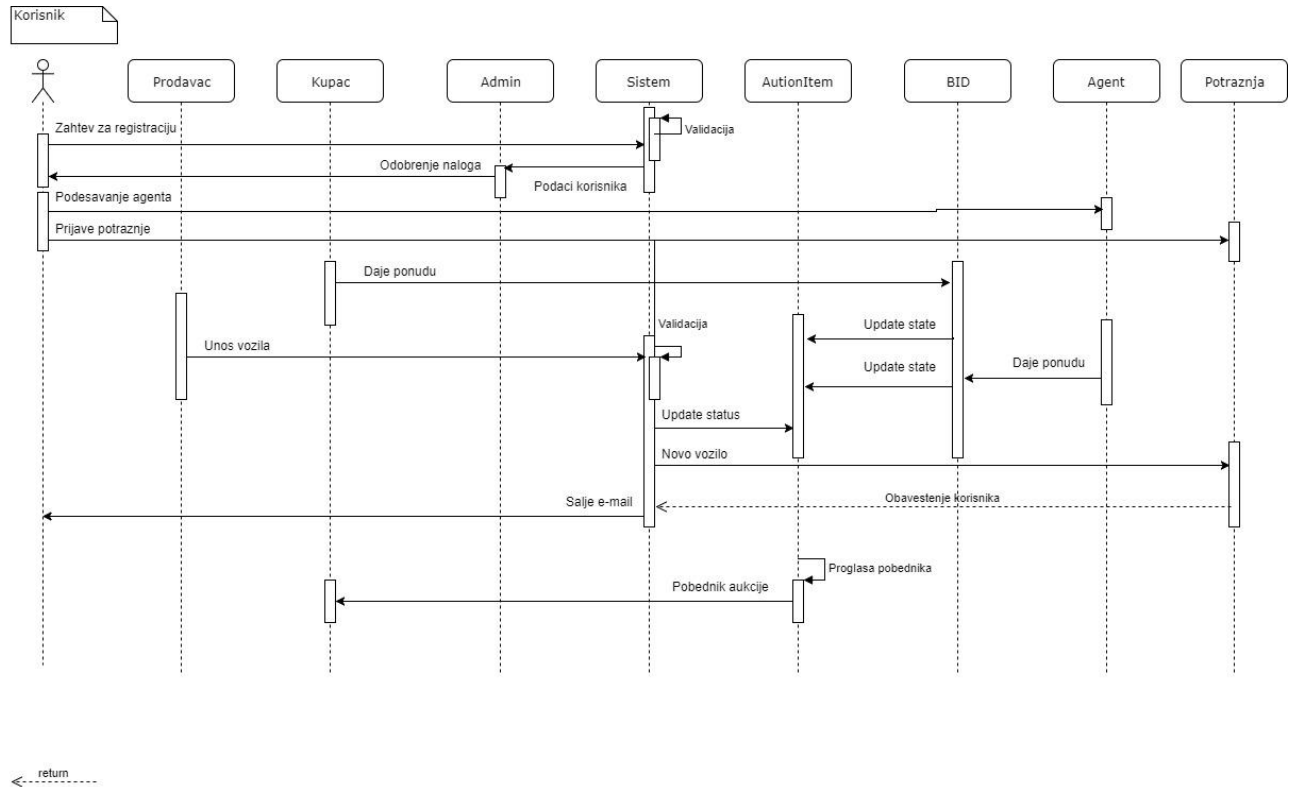 Korisnik
Prodavac
Kupac
Admin
Sistem
AutionItem
BID
Agent
Potraznja
Zahtev za registraciju
Validacija
Odobrenje naloga
Podaci korisnika
Podesavanje agenta
Prijave potraznje
Daje ponudu
Validacija
Update state
Unos vozila
Update state
Daje ponudu
Update status
Novo vozilo
Salje e-mail
Obavestenje korisnika
Proglasa pobednika
Pobednik aukcije
return